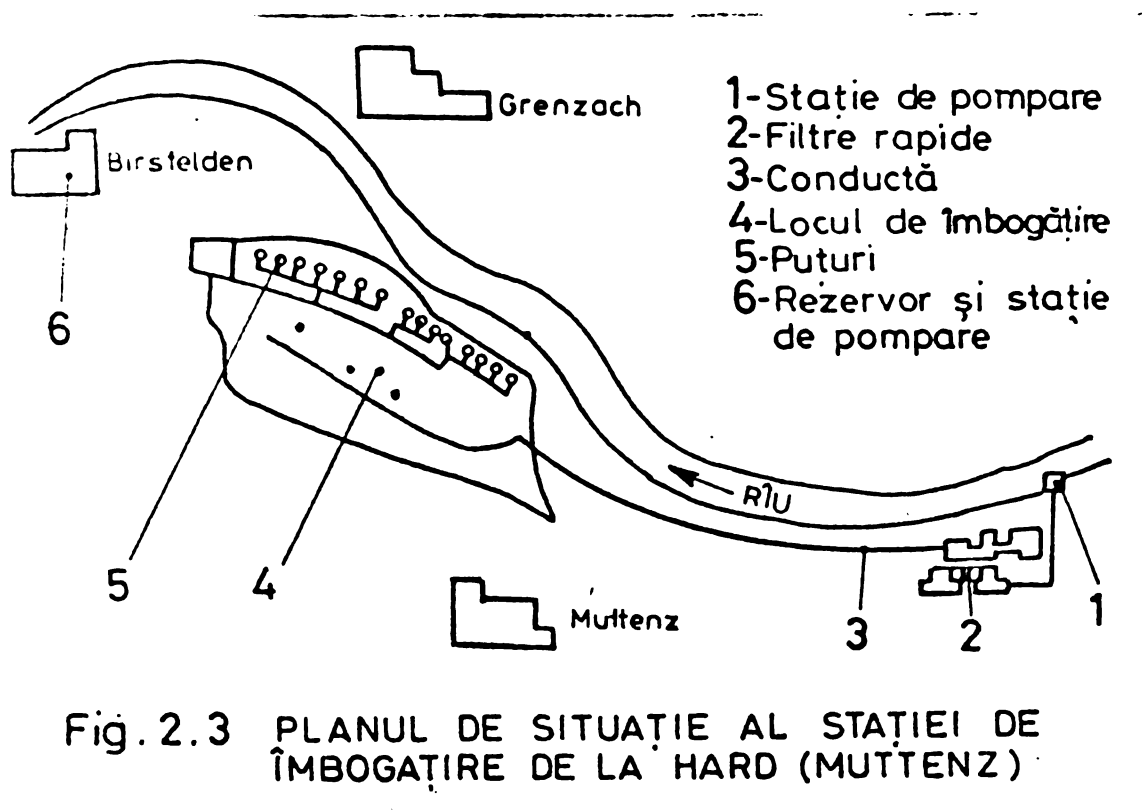 Grenzach
Birsfelden
1-Stație de pompare
2-Filtre rapide
3-Conductă
4-Locul de îmbogățire
5-Puturi
6-Rezervor și stație
de pompare
6
RÎU
5
4
Muttenz
3
2
1
Fig. 2.3 PLANUL DE SITUAȚIE AL STAȚIEI DE
ÎMBOGAȚIRE DE LA HARD (MUTTENZ)